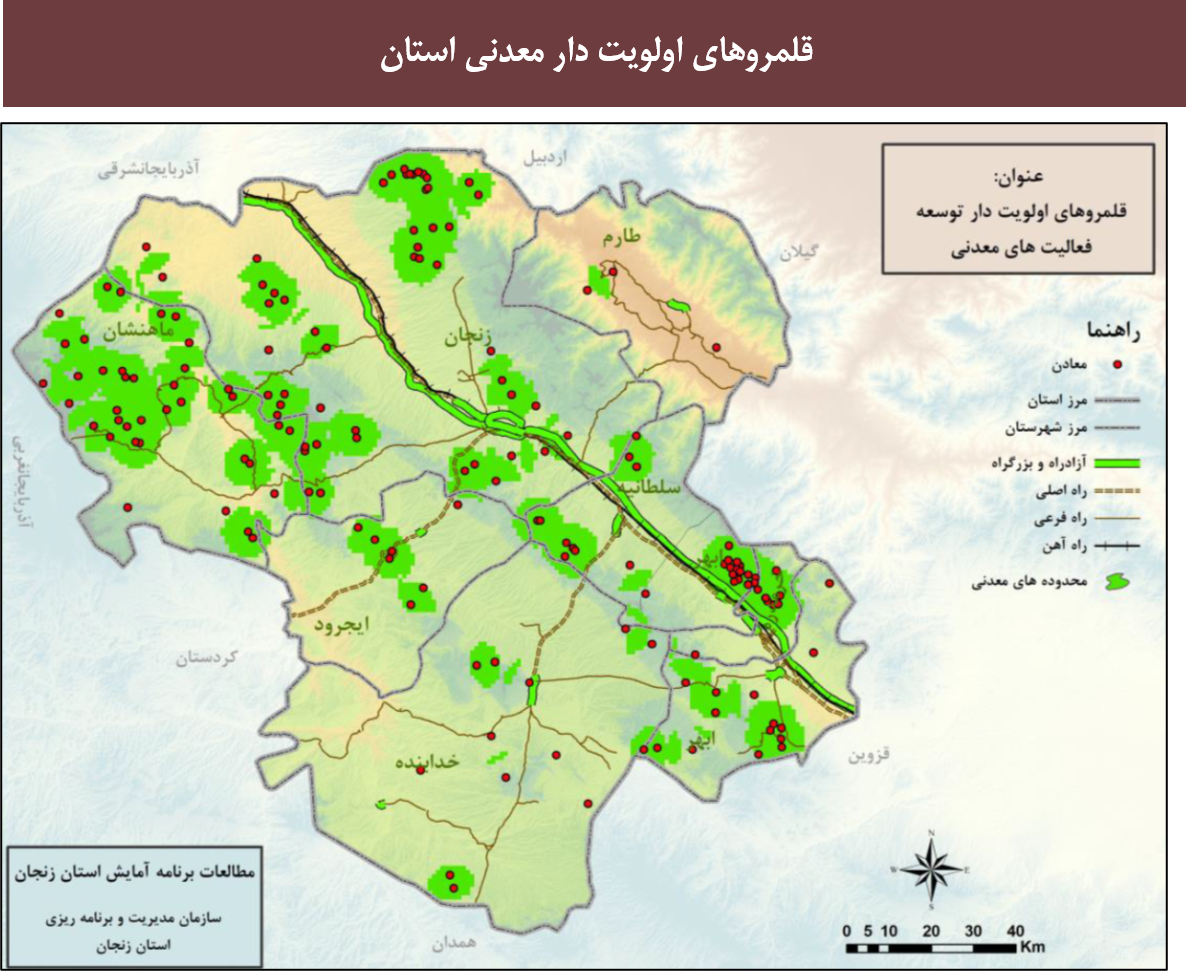 قلمروهای اولویت دار معدنی استان
عنوان:
قلمروهای اولویت دار توسعه
فعالیت های معدنی
راهنما
معادن
مرز استان
مرز شهرستان
آزادراه و بزرگراه
راه اصلی
راه فرعی
راه آهن
محدوده های معدنی
اردبیل
آذربایجانشرقی
گیلان
طارم
ماهنشان
زنجان
آذربایجانغربی
سلطانیه
ابهر
ایجرود
کردستان
ابهر
قزوین
خدابنده
همدان
مطالعات برنامه آمایش استان زنجان
سازمان مدیریت و برنامه ریزی
استان زنجان
N
W E
S
0 5 10 20 30 40
Km